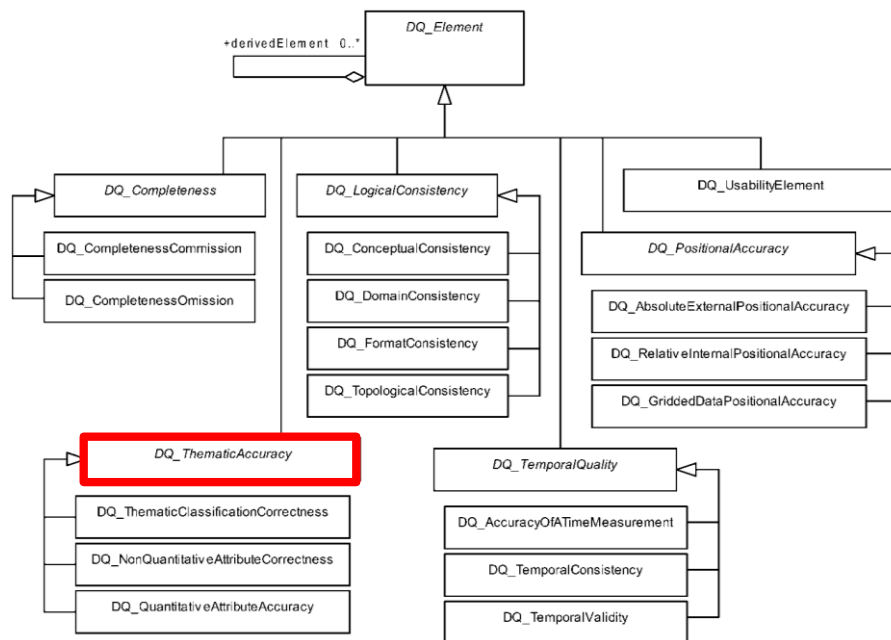 DQ_Element
+derivedElement 0..*
DQ_Completeness
DQ_LogicalConsistency
DQ_UsabilityElement
DQ_CompletenessCommission
DQ_CompletenessOmission
DQ_ConceptualConsistency
DQ_DomainConsistency
DQ_FormatConsistency
DQ_TopologicalConsistency
DQ_PositionalAccuracy
DQ_AbsoluteExternalPositionalAccuracy
DQ_RelativeInternalPositionalAccuracy
DQ_GriddedDataPositionalAccuracy
DQ_ThematicAccuracy
DQ_ThematicClassificationCorrectness
DQ_NonQuantitativeAttributeCorrectness
DQ_QuantitativeAttributeAccuracy
DQ_TemporalQuality
DQ_AccuracyOfATimeMeasurement
DQ_TemporalConsistency
DQ_TemporalValidity